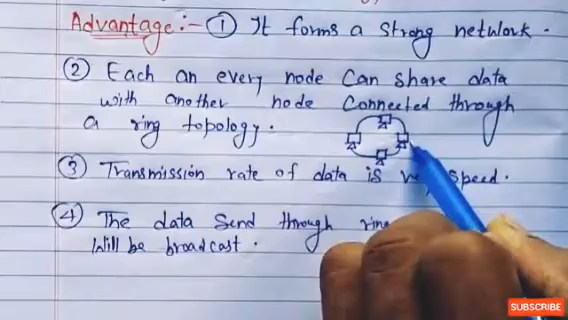 Advantage:- ① It forms a strong network.
② Each an every node can share data
with another node connected through
a ring topology.
③ Transmission rate of data is speed.
④ The data send through
will be broadcast.
SUBSCRIBE